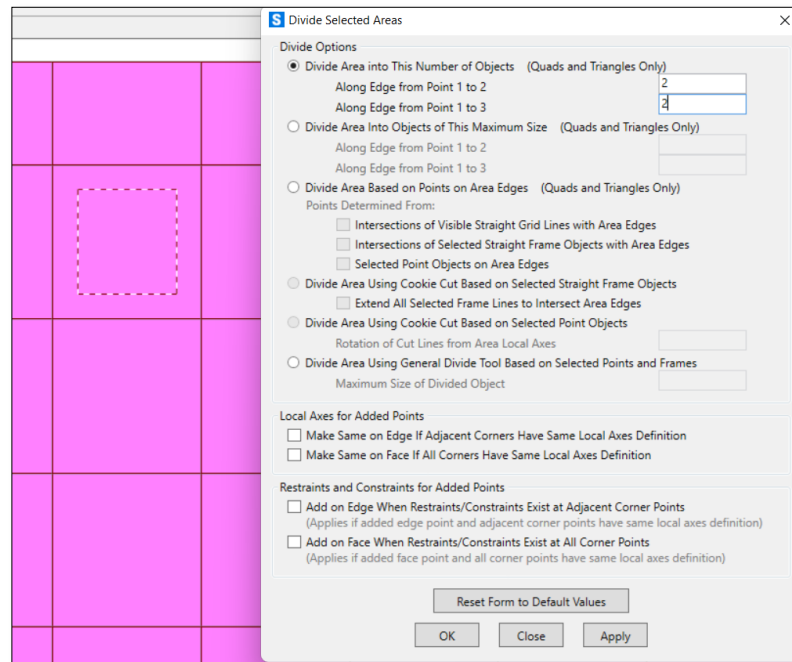 S Divide Selected Areas
Divide Options
Divide Area into This Number of Objects (Quads and Triangles Only)
Along Edge from Point 1 to 2 2
Along Edge from Point 1 to 3 2
Divide Area Into Objects of This Maximum Size (Quads and Triangles Only)
Along Edge from Point 1 to 2
Along Edge from Point 1 to 3
Divide Area Based on Points on Area Edges (Quads and Triangles Only)
Points Determined From:
Intersections of Visible Straight Grid Lines with Area Edges
Intersections of Selected Straight Frame Objects with Area Edges
Selected Point Objects on Area Edges
Divide Area Using Cookie Cut Based on Selected Straight Frame Objects
Extend All Selected Frame Lines to Intersect Area Edges
Divide Area Using Cookie Cut Based on Selected Point Objects
Rotation of Cut Lines from Area Local Axes
Divide Area Using General Divide Tool Based on Selected Points and Frames
Maximum Size of Divided Object
Local Axes for Added Points
Make Same on Edge If Adjacent Corners Have Same Local Axes Definition
Make Same on Face If All Corners Have Same Local Axes Definition
Restraints and Constraints for Added Points
Add on Edge When Restraints/Constraints Exist at Adjacent Corner Points
(Applies if added edge point and adjacent corner points have same local axes definition)
Add on Face When Restraints/Constraints Exist at All Corner Points
(Applies if added face point and all corner points have same local axes definition)
Reset Form to Default Values
OK Close Apply